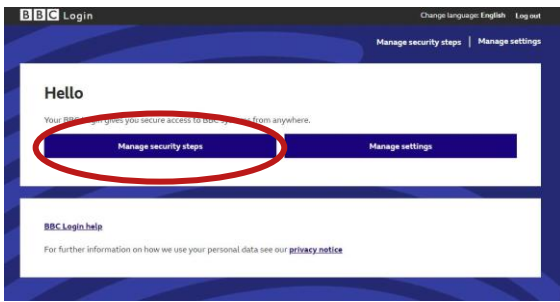 BBC Login
Change language: English Log out
Manage security steps | Manage settings
Hello
Your BBC Login gives you secure access to BBC systems from anywhere.
Manage security steps Manage settings
BBC Login help
For further information on how we use your personal data see our privacy notice